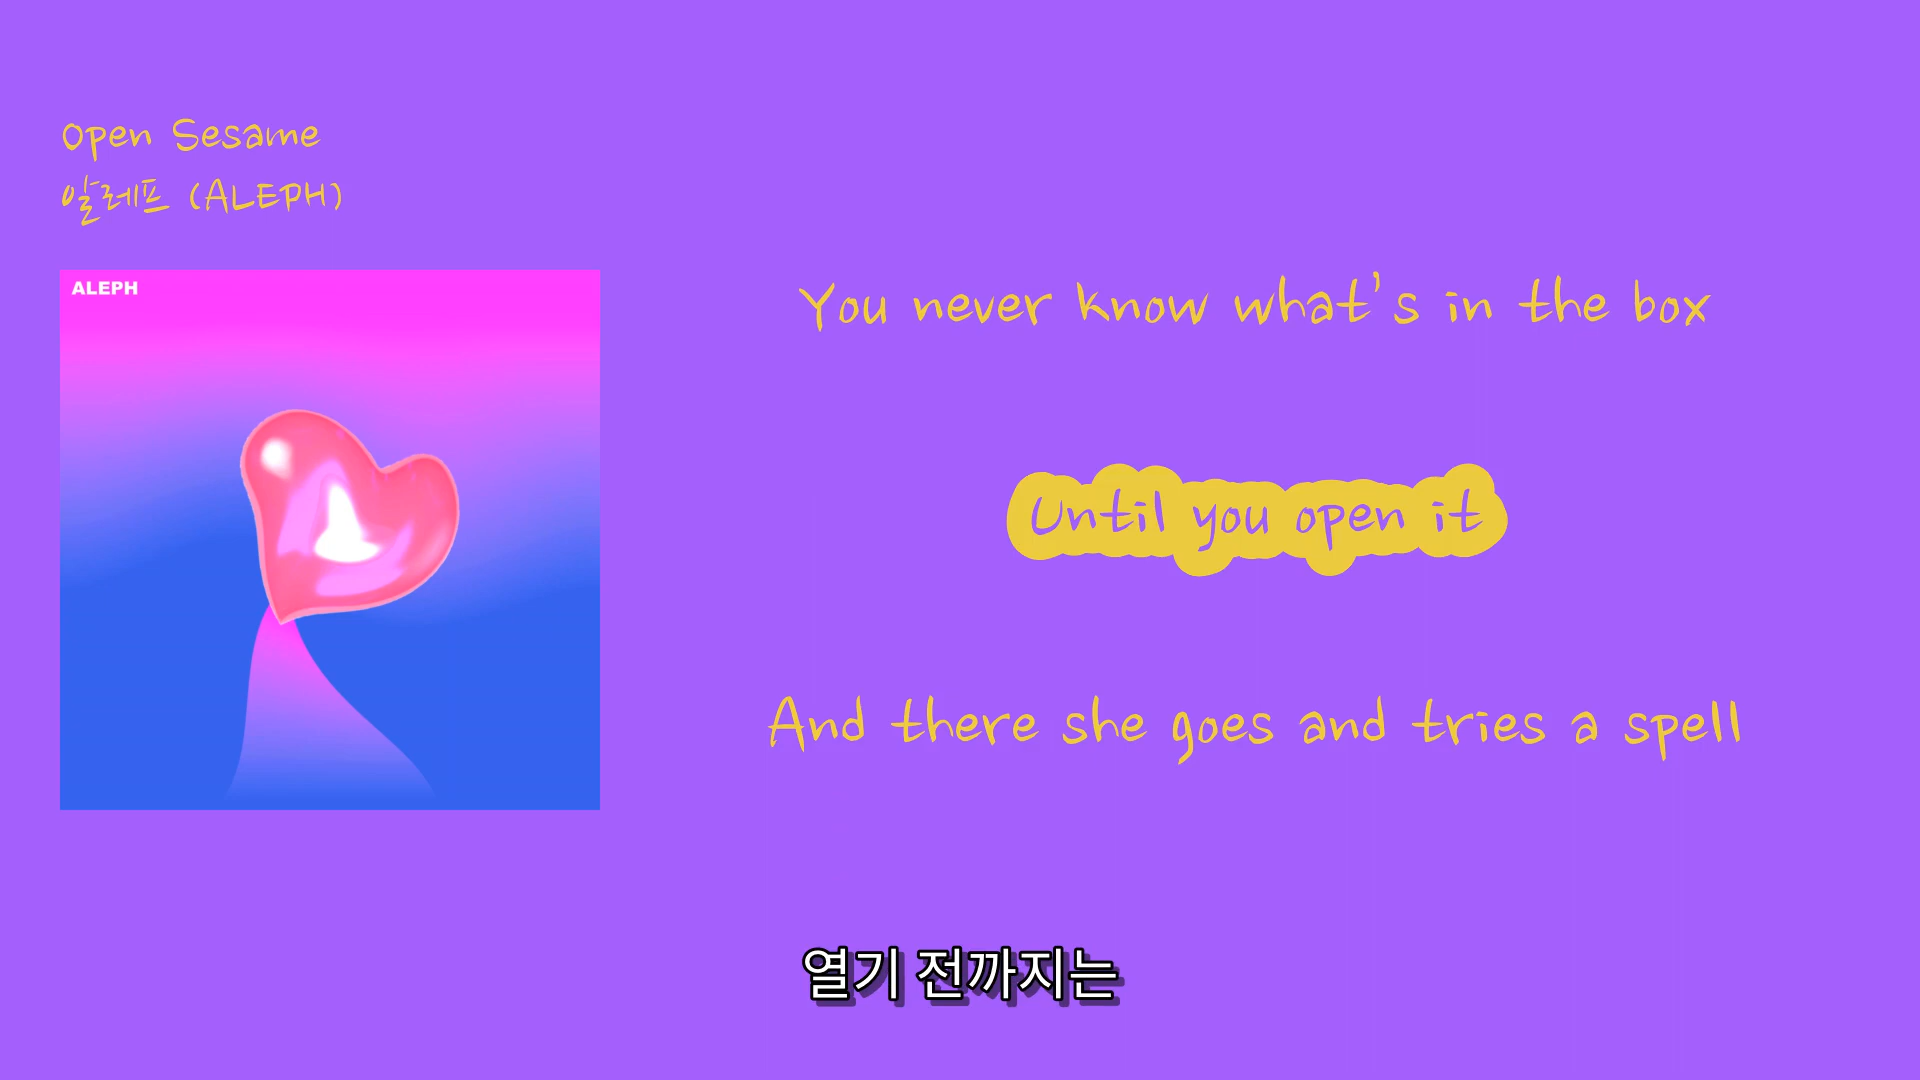 Open Sesame
알레프 (ALEPH)
ALEPH
You never know what's in the box
Until you open it
And there she goes and tries a spell
열기 전까지는